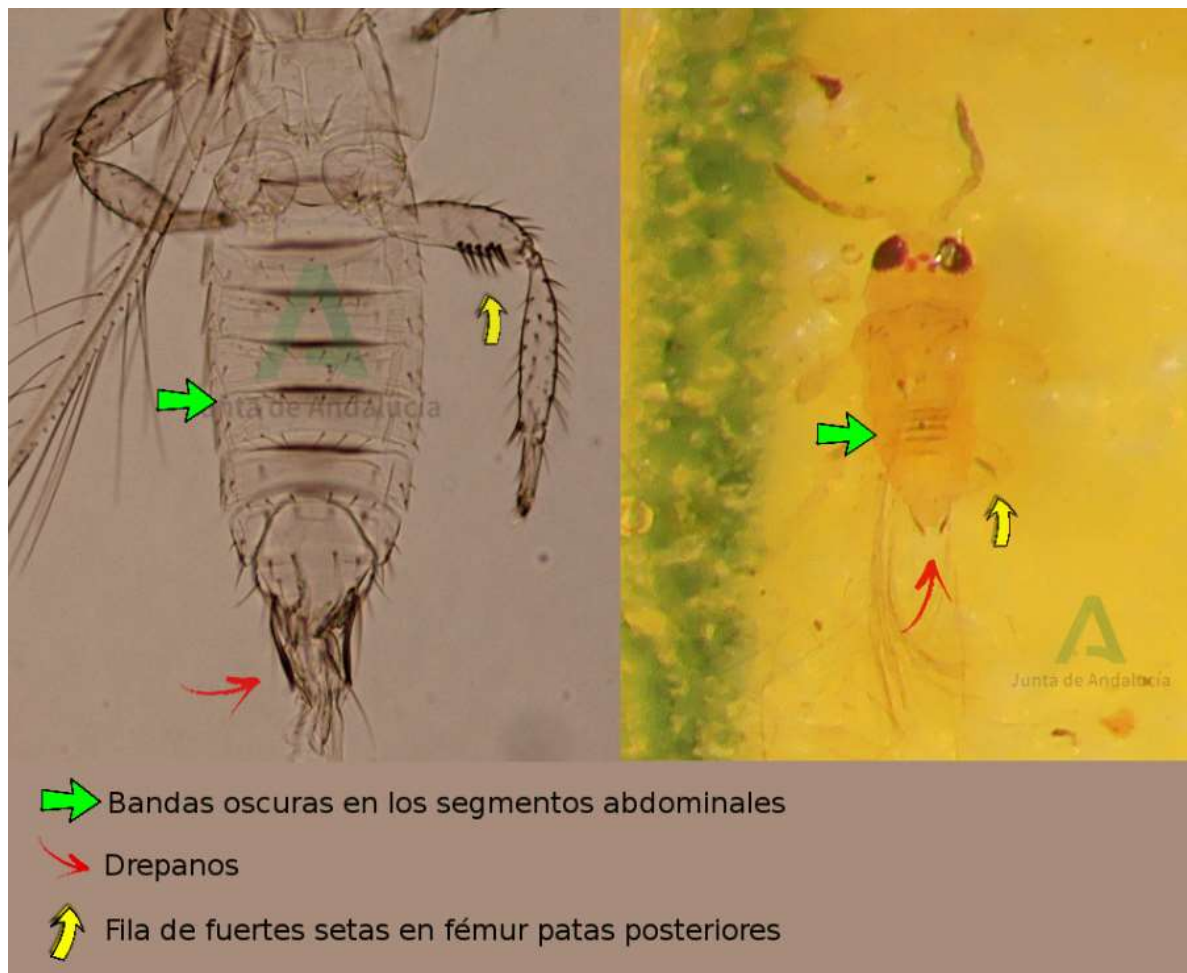 Junta de Andalucía
Junta de Andalucía
Bandas oscuras en los segmentos abdominales
Drepanos
Fila de fuertes setas en fémur patas posteriores